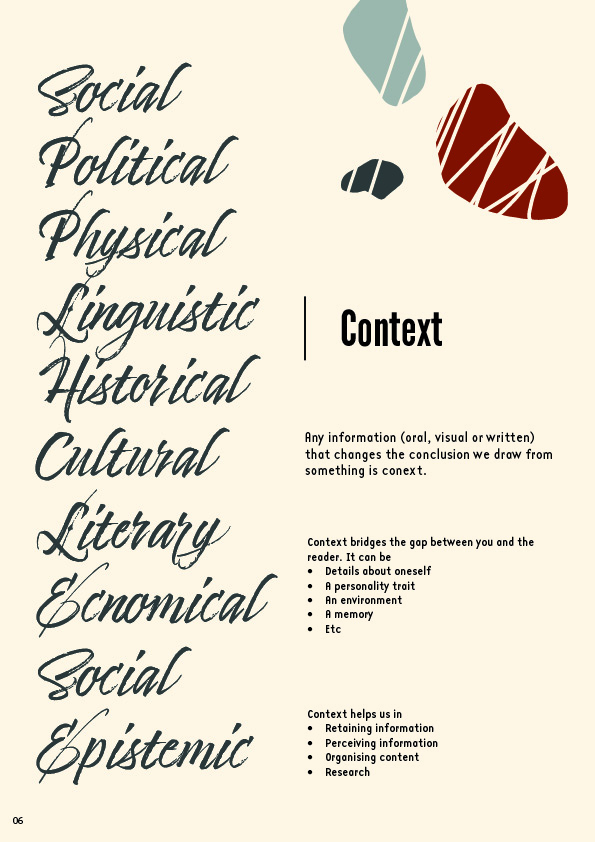 Social
Political
Physical
Linguistic
Historical
Cultural
Literary
Ecnomical
Social
Epistemic
Context
Any information (oral, visual or written)
that changes the conclusion we draw from
something is conext.
Context bridges the gap between you and the
reader. It can be
• Details about oneself
• A personality trait
• An environment
• A memory
• Etc
Context helps us in
• Retaining information
• Perceiving information
• Organising content
• Research
06